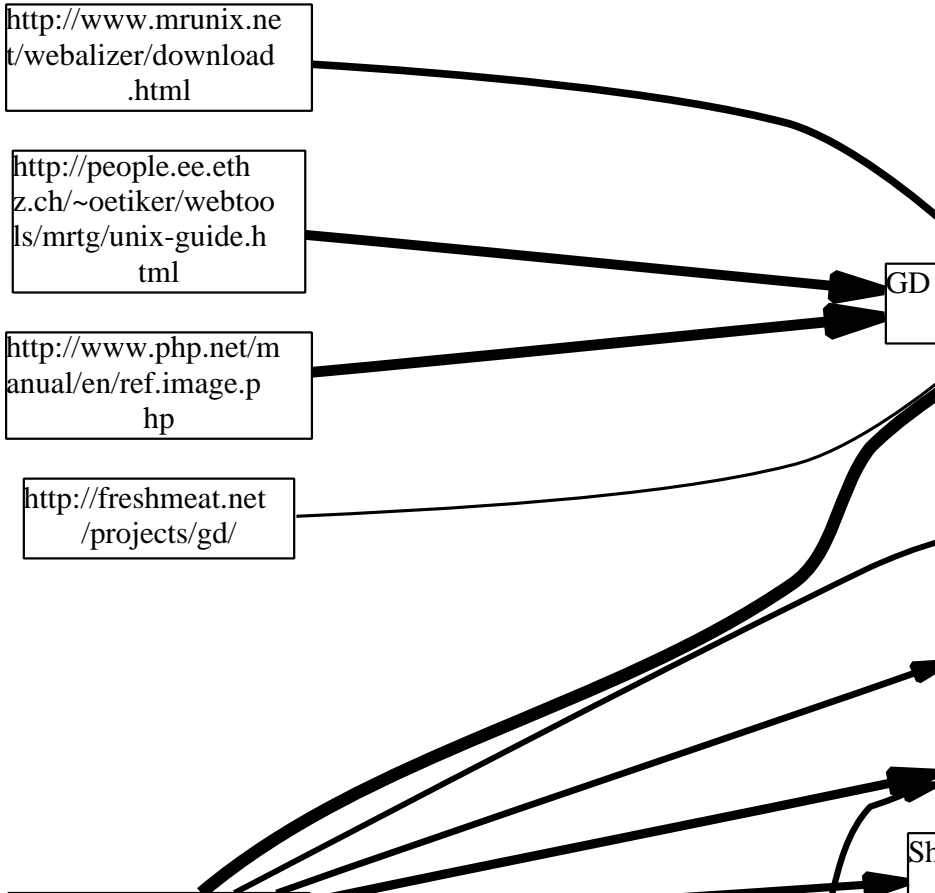 http://www.mrunix.ne
t/webalizer/download
.html
http://people.ee.eth
z.ch/~oetiker/webtoo
ls/mrtg/unix-guide.h
tml
GD
http://www.php.net/m
anual/en/ref.image.p
hp
http://freshmeat.net
/projects/gd/
Sh